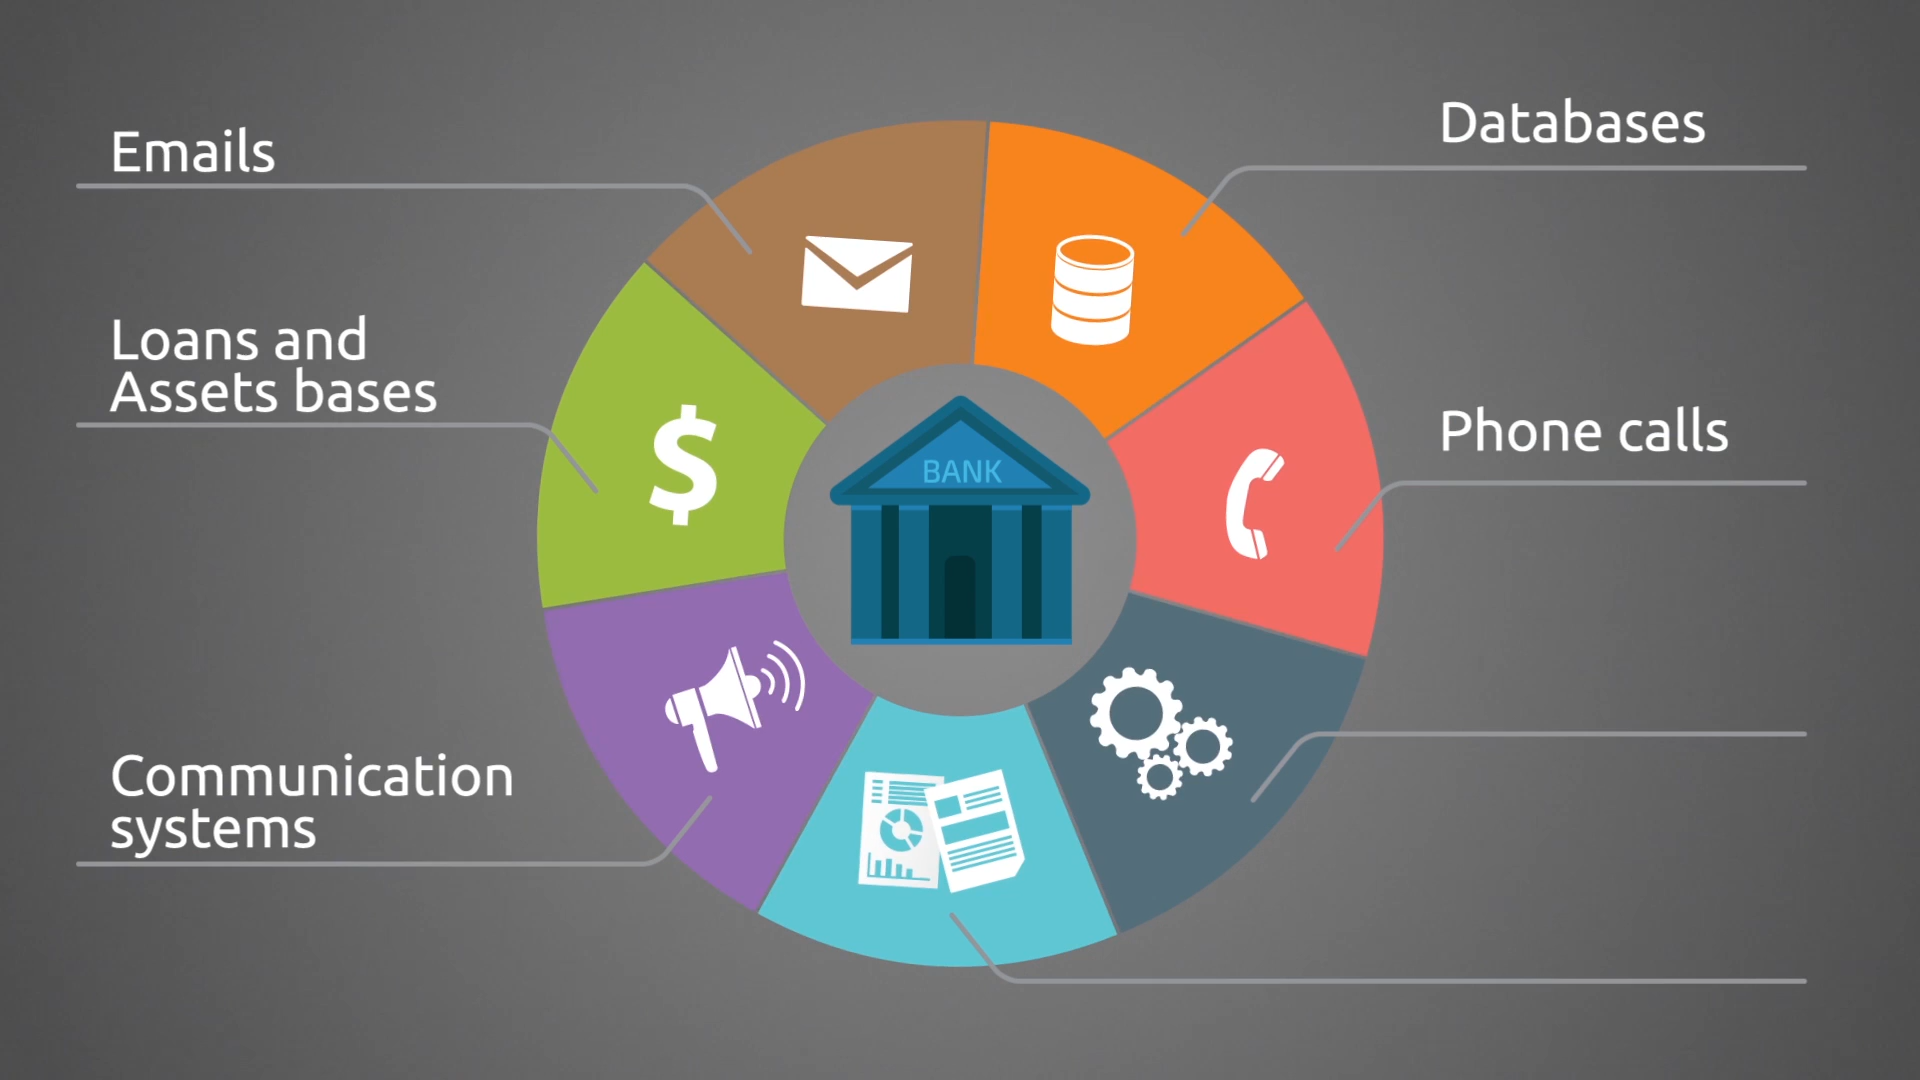 Emails
Databases
Loans and
Assets bases
BANK
Phone calls
Communication
systems